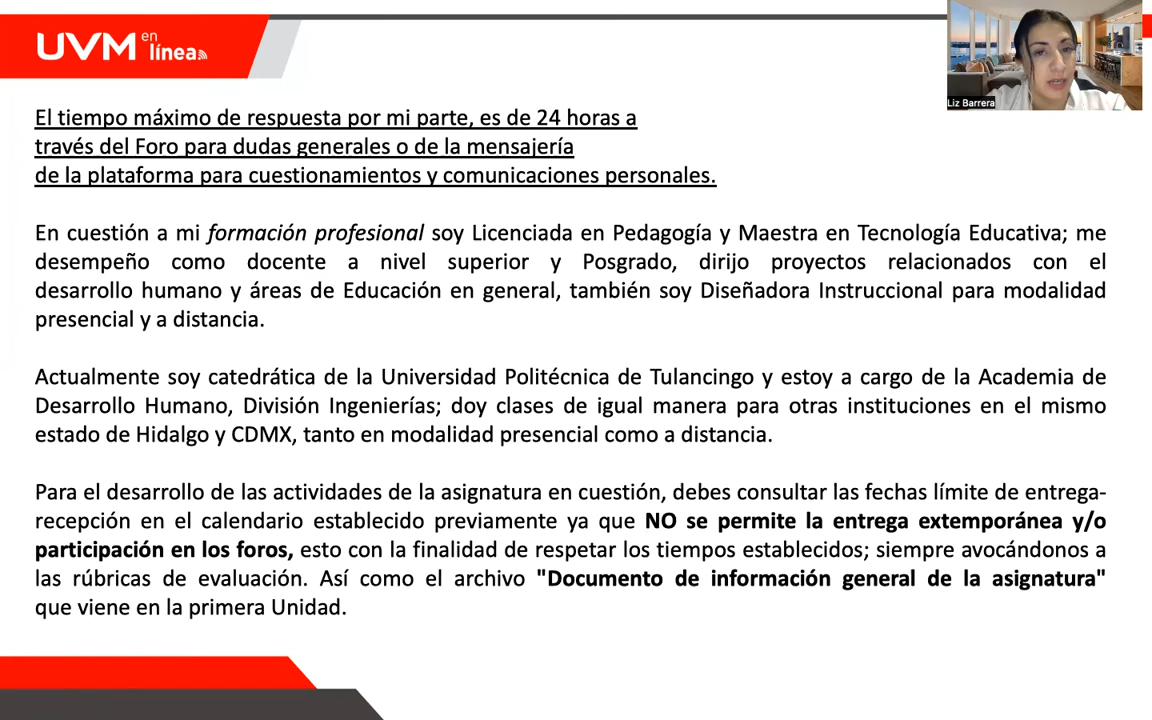 UVM en línea
Liz Barrera
El tiempo máximo de respuesta por mi parte, es de 24 horas a
través del Foro para dudas generales o de la mensajería
de la plataforma para cuestionamientos y comunicaciones personales.
En cuestión a mi formación profesional soy Licenciada en Pedagogía y Maestra en Tecnología Educativa; me
desempeño como docente a nivel superior y Posgrado, dirijo proyectos relacionados con el
desarrollo humano y áreas de Educación en general, también soy Diseñadora Instruccional para modalidad
presencial y a distancia.
Actualmente soy catedrática de la Universidad Politécnica de Tulancingo y estoy a cargo de la Academia de
Desarrollo Humano, División Ingenierías; doy clases de igual manera para otras instituciones en el mismo
estado de Hidalgo y CDMX, tanto en modalidad presencial como a distancia.
Para el desarrollo de las actividades de la asignatura en cuestión, debes consultar las fechas límite de entrega-
recepción en el calendario establecido previamente ya que NO se permite la entrega extemporánea y/o
participación en los foros, esto con la finalidad de respetar los tiempos establecidos; siempre avocándonos a
las rúbricas de evaluación. Así como el archivo "Documento de información general de la asignatura"
que viene en la primera Unidad.